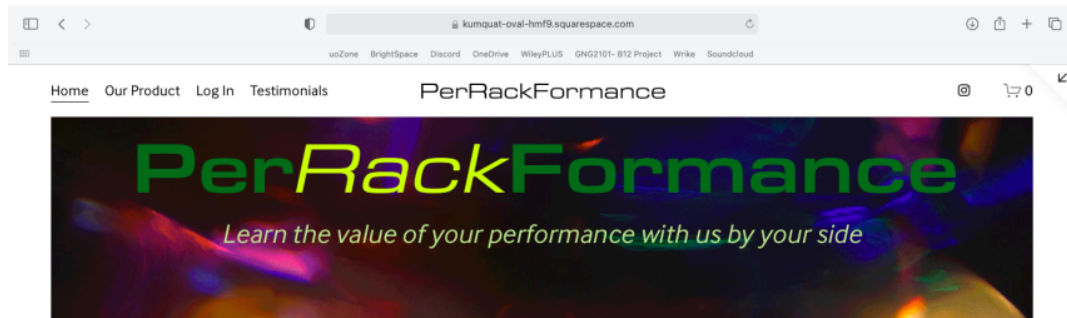 kumquat-oval-hmf9.squarespace.com
uoZone BrightSpace Discord OneDrive WileyPLUS GNG2101- B12 Project Wrike Soundcloud
Home Our Product Log In Testimonials PerRackFormance 0
PerRackFormance
Learn the value of your performance with us by your side